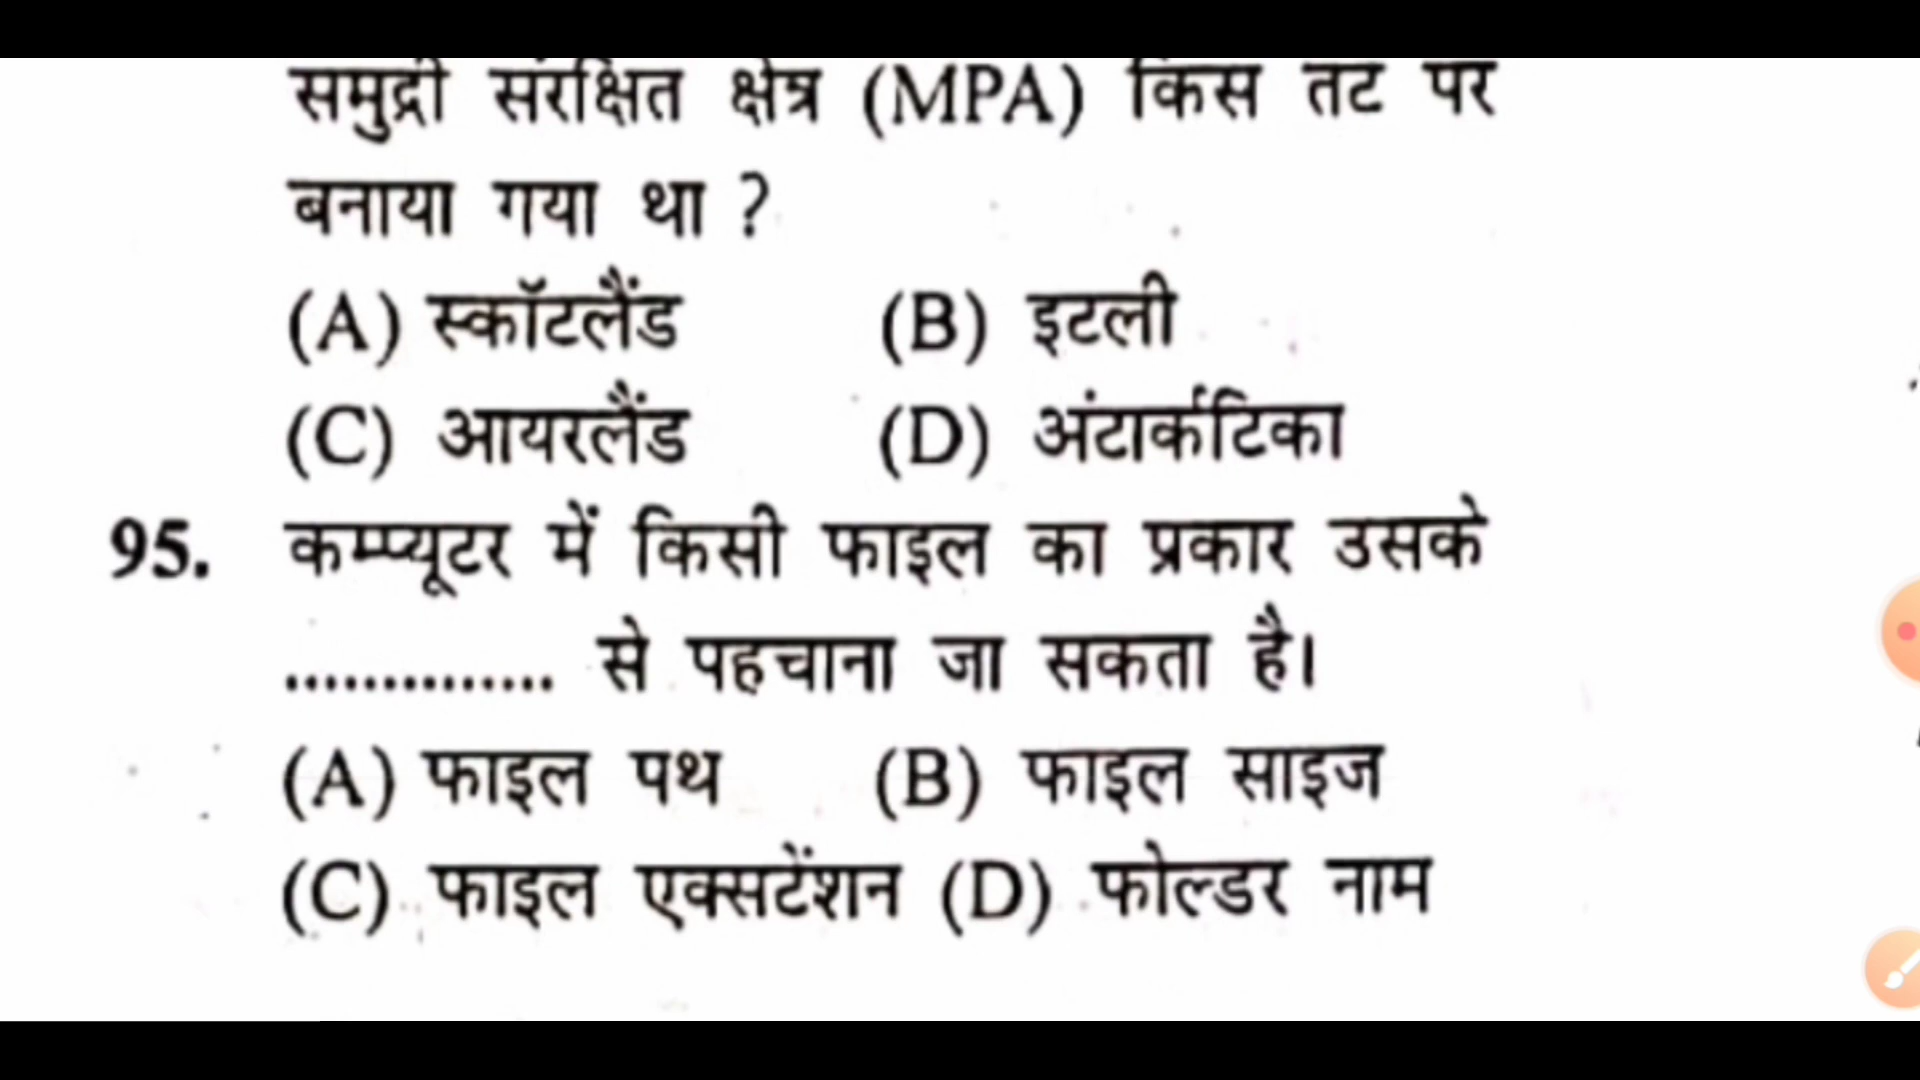 समुद्री संरक्षित क्षेत्र (MPA) किस तट पर
बनाया गया था ?
(A) स्कॉटलैंड (B) इटली
(C) आयरलैंड (D) अंटार्कटिका
95. कम्प्यूटर में किसी फाइल का प्रकार उसके
.............. से पहचाना जा सकता है।
(A) फाइल पथ (B) फाइल साइज
(C) फाइल एक्सटेंशन (D) फोल्डर नाम